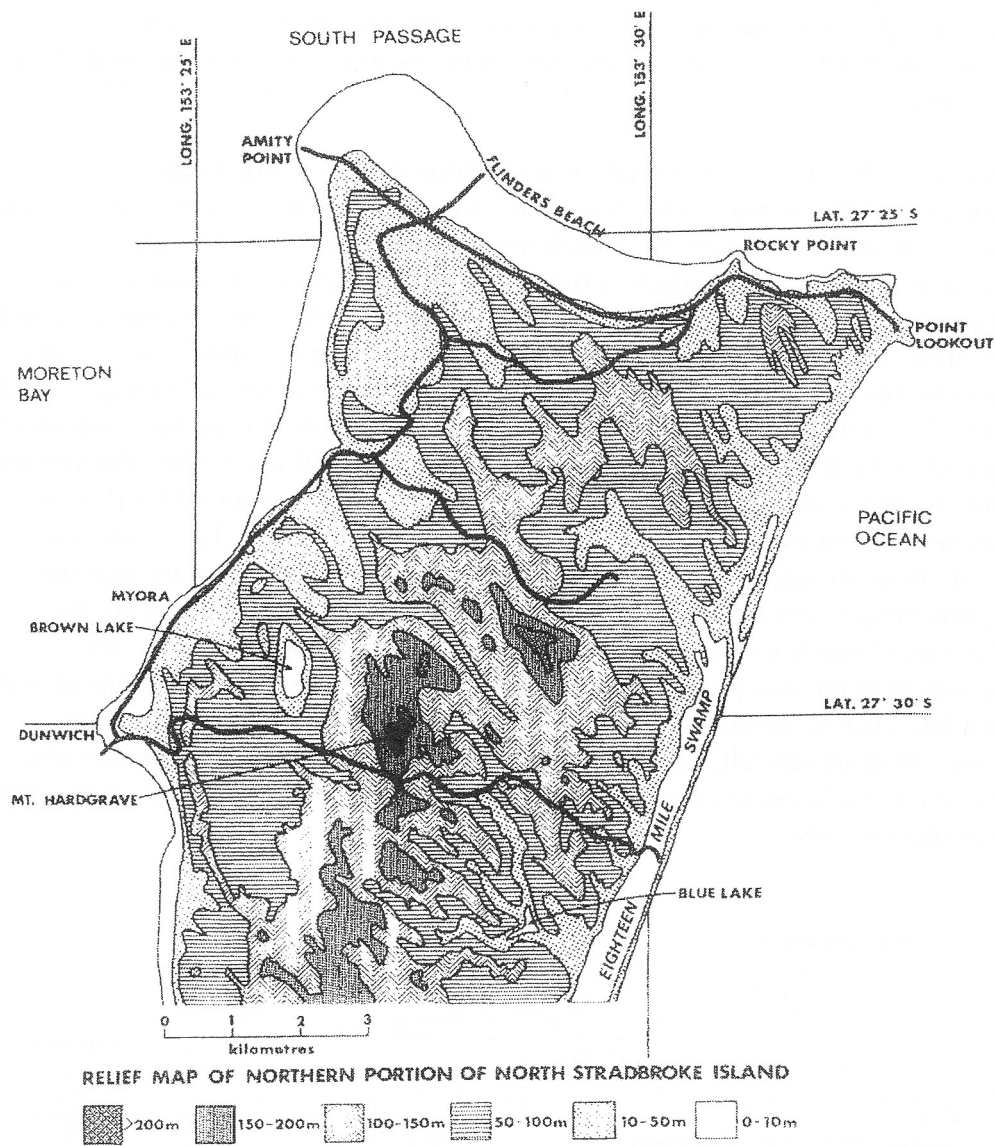 SOUTH PASSAGE
LONG. 153° 25' E
LONG. 153° 30' E
AMITY
POINT
FLINDERS BEACH
LAT. 27° 25' S
ROCKY POINT
POINT
LOOKOUT
MORETON
BAY
PACIFIC
OCEAN
MYORA
BROWN LAKE
LAT. 27° 30' S
DUNWICH
MT. HARDGRAVE
EIGHTEEN MILE SWAMP
BLUE LAKE
0 1 2 3
kilometres
RELIEF MAP OF NORTHERN PORTION OF NORTH STRADBROKE ISLAND
>200m 150-200m 100-150m 50-100m 10-50m 0-10m